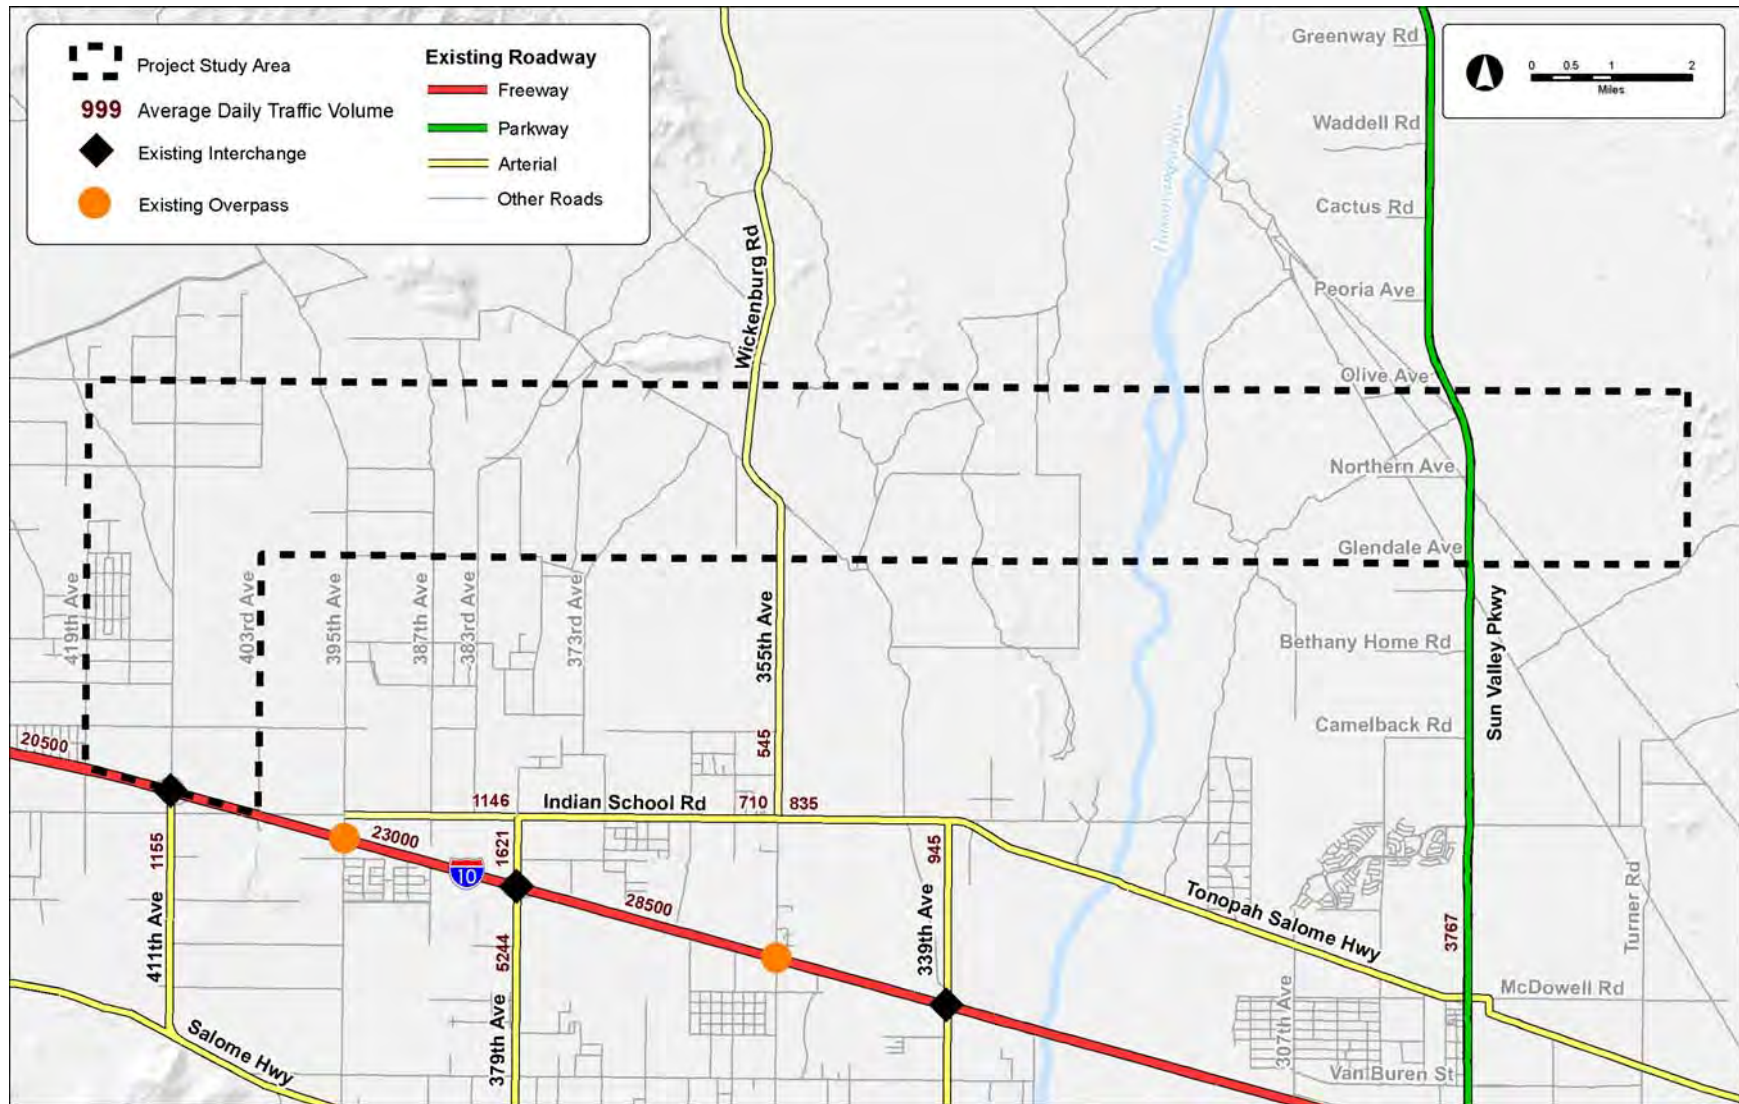 Project Study Area
999 Average Daily Traffic Volume
Existing Interchange
Existing Overpass
Existing Roadway
Freeway
Parkway
Arterial
Other Roads
0 0.5 1 2
Miles
Greenway Rd
Waddell Rd
Cactus Rd
Peoria Ave
Olive Ave
Northern Ave
Glendale Ave
Bethany Home Rd
Camelback Rd
Wickenburg Rd
419th Ave
403rd Ave
395th Ave
387th Ave
383rd Ave
373rd Ave
355th Ave
Sun Valley Pkwy
20500
545
1146
Indian School Rd
710
835
1155
23000
1621
945
10
28500
411th Ave
5244
339th Ave
Tonopah Salome Hwy
3767
Turner Rd
McDowell Rd
Salome Hwy
379th Ave
307th Ave
Van Buren St